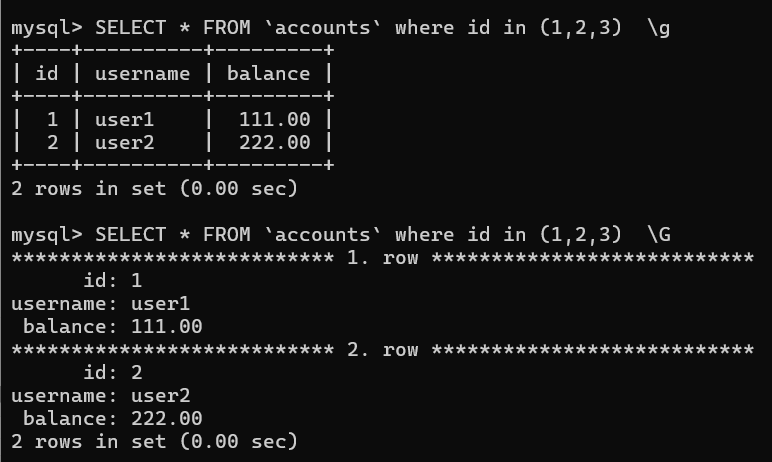 mysql> SELECT * FROM `accounts` where id in (1,2,3)  \g
+----+----------+---------+
| id | username | balance |
+----+----------+---------+
|  1 | user1    |  111.00 |
|  2 | user2    |  222.00 |
+----+----------+---------+
2 rows in set (0.00 sec)

mysql> SELECT * FROM `accounts` where id in (1,2,3)  \G
*************************** 1. row ***************************
      id: 1
username: user1
 balance: 111.00
*************************** 2. row ***************************
      id: 2
username: user2
 balance: 222.00
2 rows in set (0.00 sec)